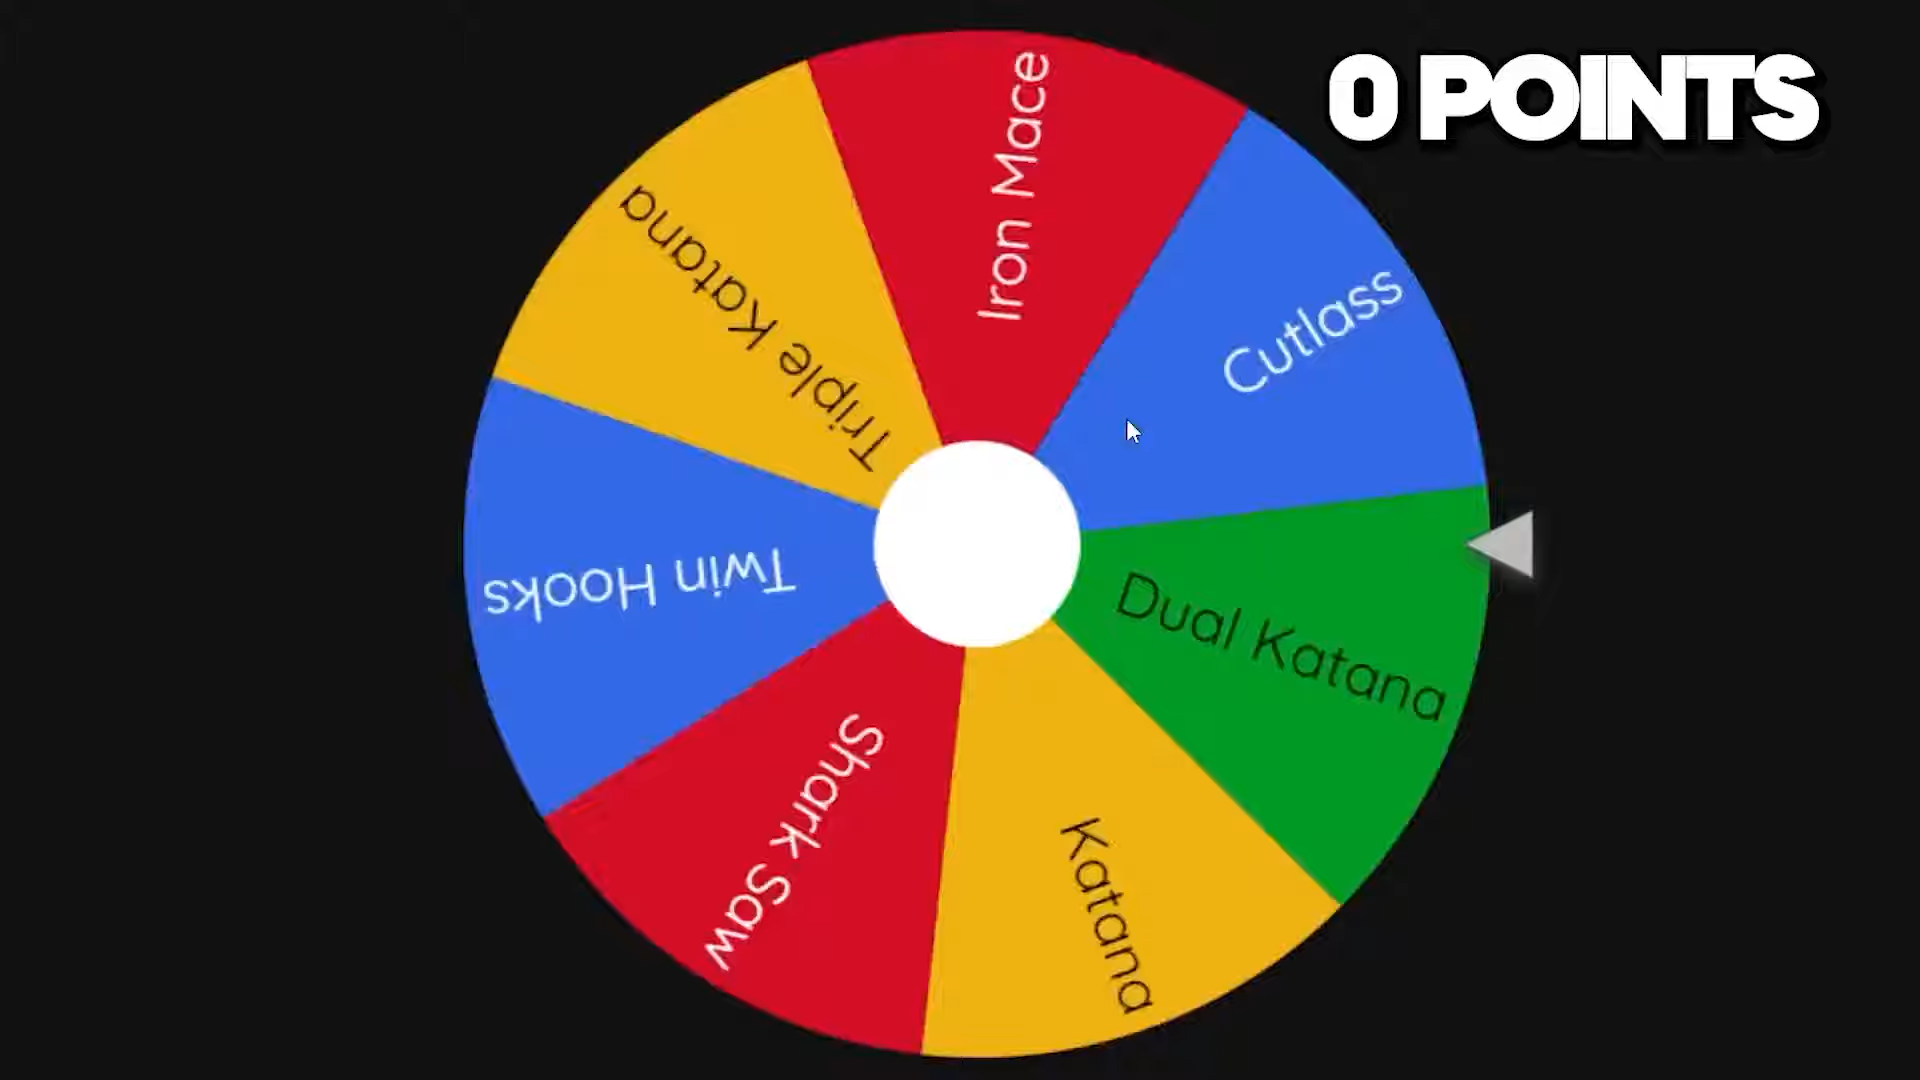 0 POINTS
Iron Mace
Cutlass
Dual Katana
Katana
Shark Saw
Twin Hooks
Triple Katana